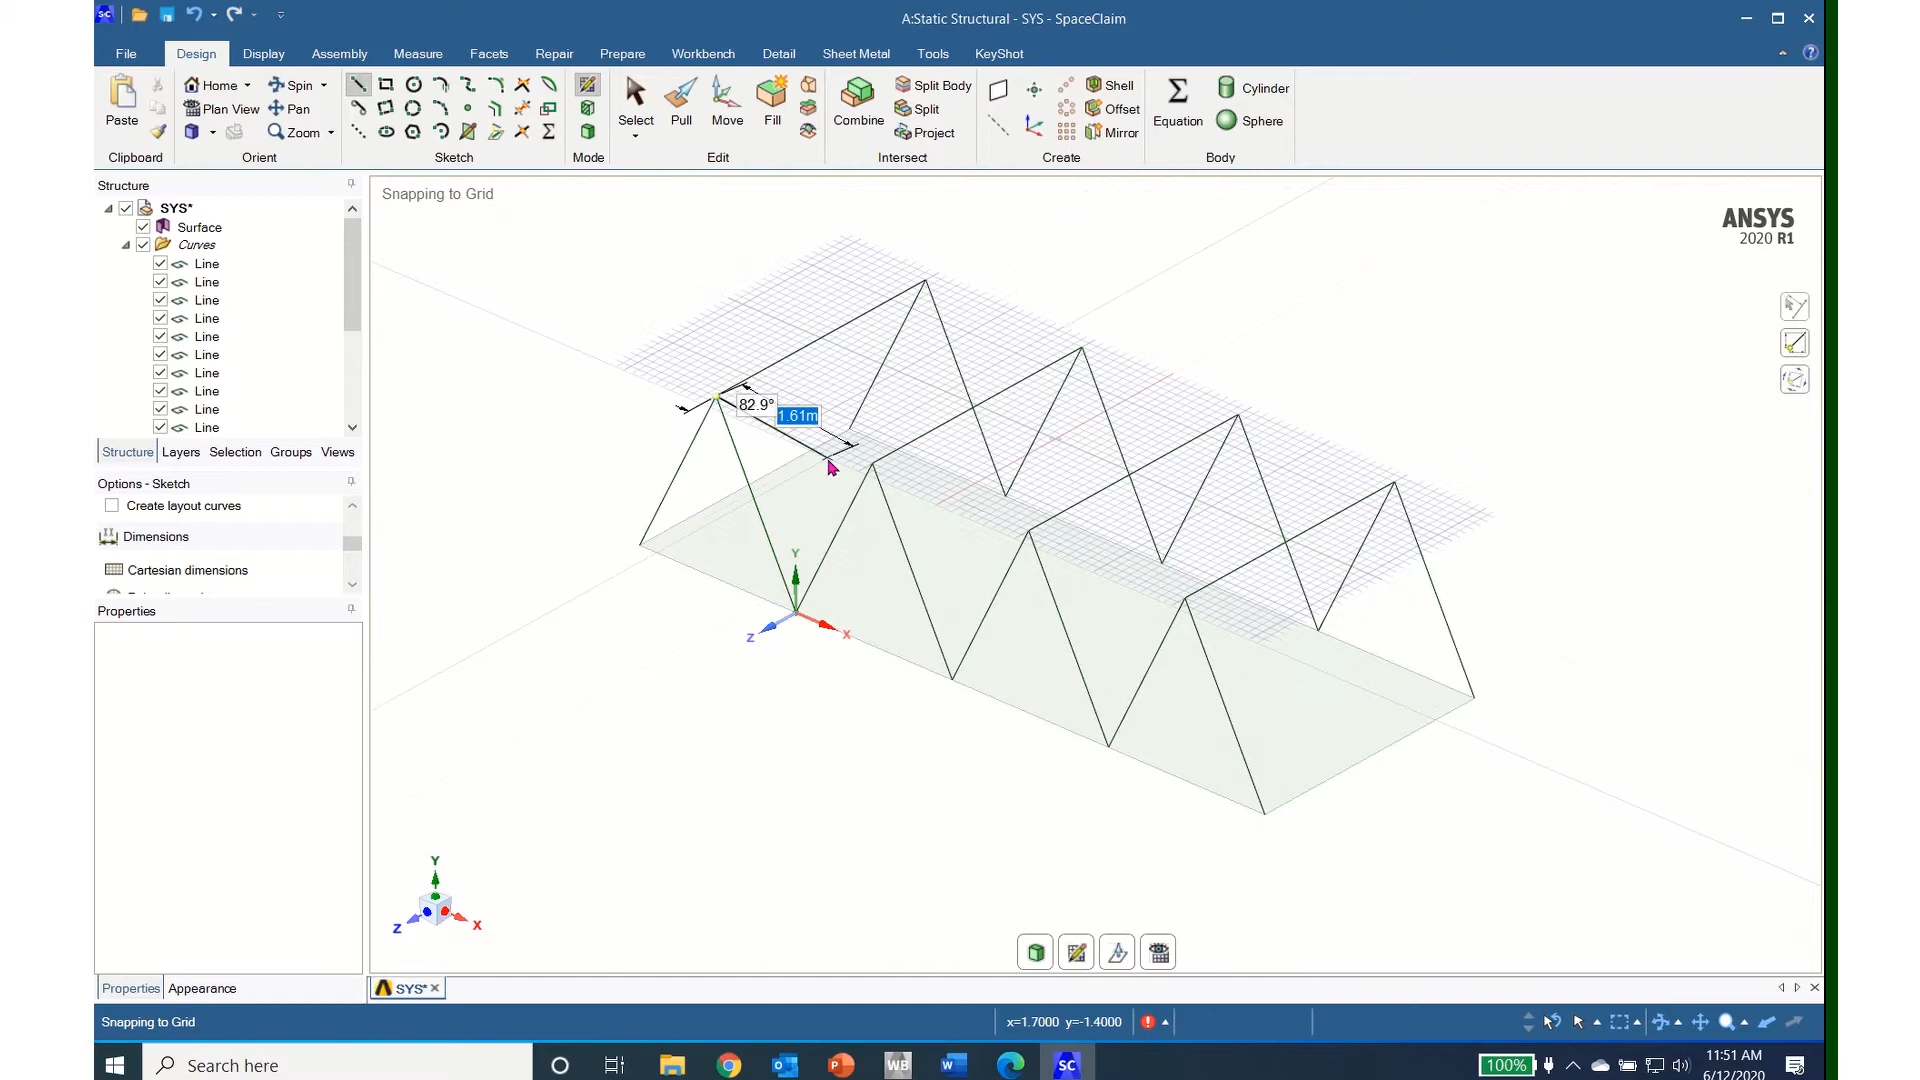 SC
A:Static Structural - SYS - SpaceClaim
File Design Display Assembly Measure Facets Repair Prepare Workbench Detail Sheet Metal Tools KeyShot
Paste
Home Spin
Plan View Pan
Zoom
Select Pull Move Fill
Combine
Split Body
Split
Project
Shell
Offset
Mirror
Equation
Cylinder
Sphere
Clipboard Orient Sketch Mode Edit Intersect Create Body
Structure
SYS*
Surface
Curves
Line
Line
Line
Line
Line
Line
Line
Line
Line
Line
Structure Layers Selection Groups Views
Options - Sketch
Create layout curves
Dimensions
Cartesian dimensions
Properties
Properties Appearance
Snapping to Grid
ANSYS
2020 R1
82.9°
1.61m
Y
Z
X
Y
Z
X
SYS*
Snapping to Grid
x=1.7000 y=-1.4000
Search here
WB
SC
100%
11:51 AM
6/12/2020